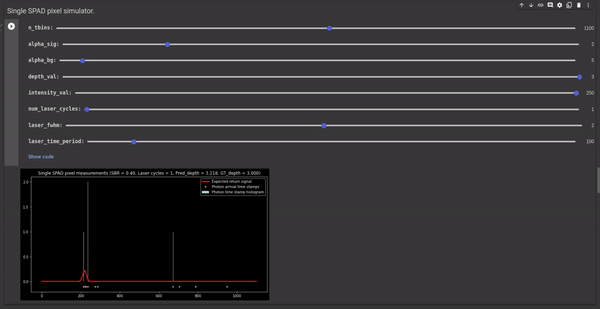 Single SPAD pixel simulator.
n_tbins: 1100
alpha_sig: 2
alpha_bg: 5
depth_val: 3
intensity_val: 250
num_laser_cycles: 1
laser_fwhm: 2
laser_time_period: 100
Show code
Single SPAD pixel measurements (SBR = 0.40, Laser cycles = 1, Pred_depth = 3.218, GT_depth = 3.000)
Expected return signal
Photon arrival time stamps
Photon time stamp histogram
2.0
1.5
1.0
0.5
0.0
0 200 400 600 800 1000